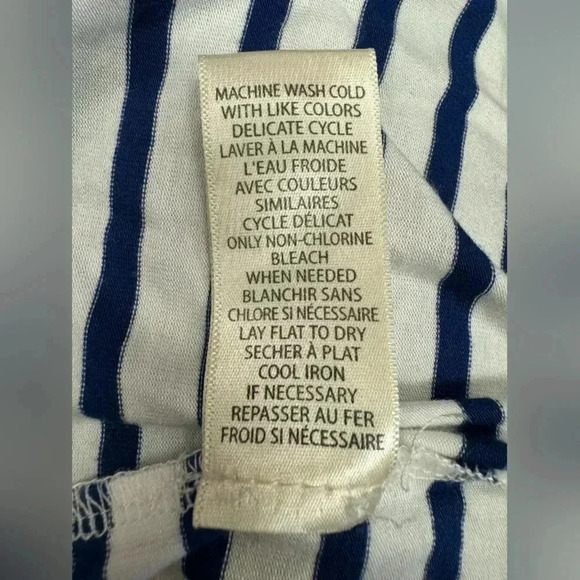 MACHINE WASH COLD
WITH LIKE COLORS
DELICATE CYCLE
LAVER À LA MACHINE
L'EAU FROIDE
AVEC COULEURS
SIMILAIRES
CYCLE DÉLICAT
ONLY NON-CHLORINE
BLEACH
WHEN NEEDED
BLANCHIR SANS
CHLORE SI NÉCESSAIRE
LAY FLAT TO DRY
SECHER À PLAT
COOL IRON
IF NECESSARY
REPASSER AU FER
FROID SI NÉCESSAIRE